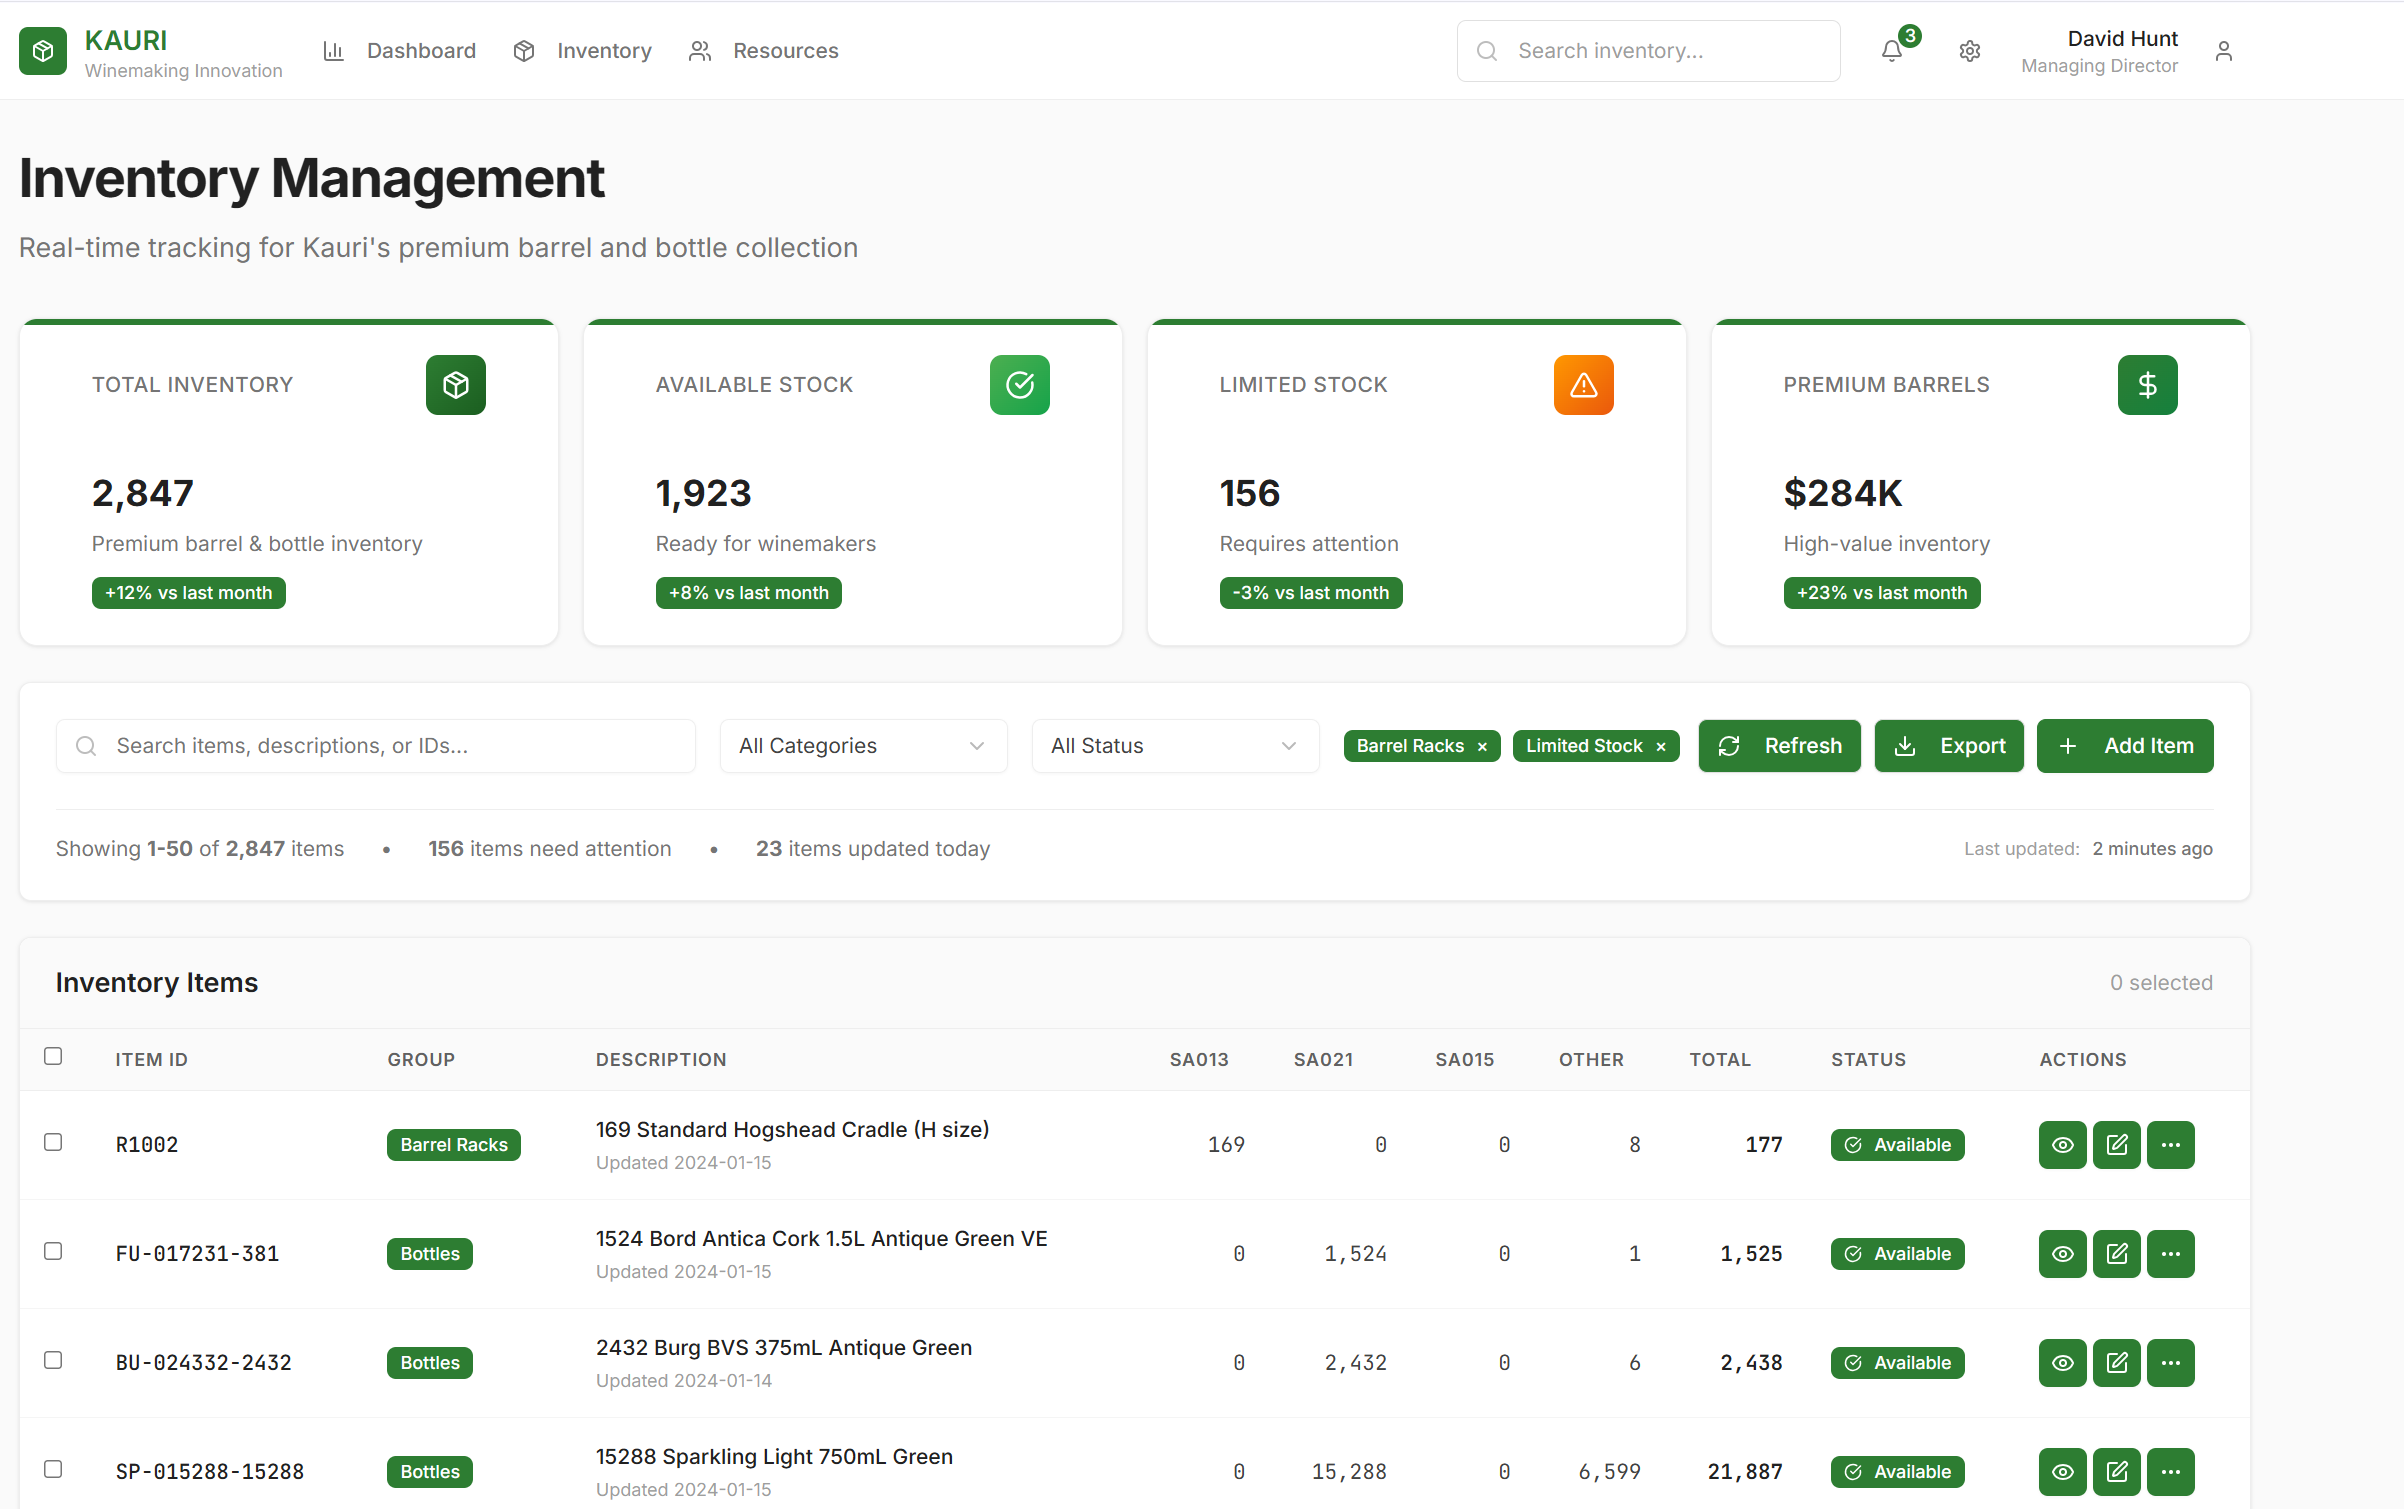 KAURI
Winemaking Innovation
Dashboard
Inventory
Resources
Search inventory...
3
David Hunt
Managing Director
Inventory Management
Real-time tracking for Kauri's premium barrel and bottle collection
TOTAL INVENTORY
2,847
Premium barrel & bottle inventory
+12% vs last month
AVAILABLE STOCK
1,923
Ready for winemakers
+8% vs last month
LIMITED STOCK
156
Requires attention
-3% vs last month
PREMIUM BARRELS
$284K
High-value inventory
+23% vs last month
Search items, descriptions, or IDs...
All Categories
All Status
Barrel Racks ×
Limited Stock ×
Refresh
Export
Add Item
Showing 1-50 of 2,847 items • 156 items need attention • 23 items updated today
Last updated: 2 minutes ago
Inventory Items
0 selected
ITEM ID GROUP DESCRIPTION SA013 SA021 SA015 OTHER TOTAL STATUS ACTIONS
R1002 Barrel Racks 169 Standard Hogshead Cradle (H size) 169 0 0 8 177 Available
Updated 2024-01-15
FU-017231-381 Bottles 1524 Bord Antica Cork 1.5L Antique Green VE 0 1,524 0 1 1,525 Available
Updated 2024-01-15
BU-024332-2432 Bottles 2432 Burg BVS 375mL Antique Green 0 2,432 0 6 2,438 Available
Updated 2024-01-14
SP-015288-15288 Bottles 15288 Sparkling Light 750mL Green 0 15,288 0 6,599 21,887 Available
Updated 2024-01-15